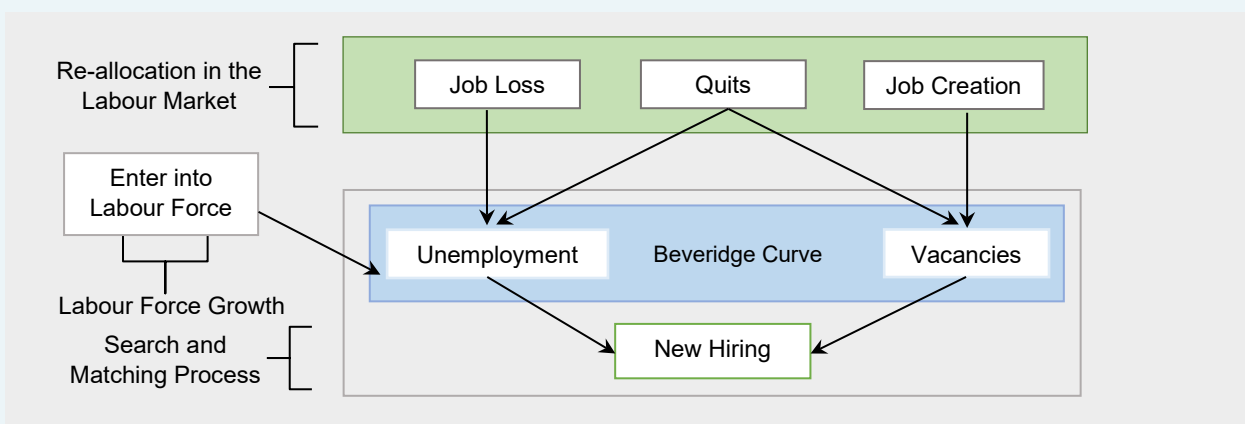 Re-allocation in the
Labour Market
Job Loss
Quits
Job Creation
Enter into
Labour Force
Labour Force Growth
Unemployment
Beveridge Curve
Vacancies
Search and
Matching Process
New Hiring